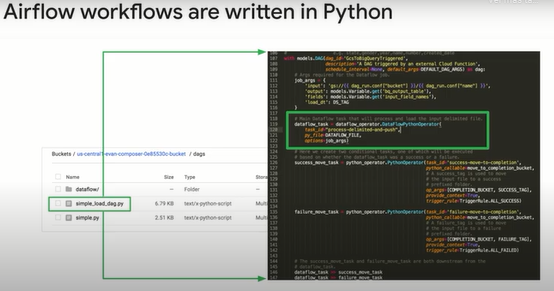 Airflow workflows are written in Python
Buckets / us-central1-evan-composer-0e85530c-bucket / dags
Name Size Type
dataflow/ — Folder
simple_load_dag.py 6.79 KB text/x-python-script Multi
simple.py 2.51 KB text/x-python-script Multi
with models.DAG(dag_id='GcsToBigQueryTriggered',
description='A DAG triggered by an external Cloud Function',
schedule_interval=None, default_args=DEFAULT_DAG_ARGS) as dag:
# Args required for the Dataflow job.
job_args = {
'input': 'gs://{{ dag_run.conf["bucket"] }}/{{ dag_run.conf["name"] }}',
'output': models.Variable.get('bq_output_table'),
'fields': models.Variable.get('input_field_names'),
'load_dt': DS_TAG
}
# Main Dataflow task that will process and load the input delimited file.
dataflow_task = dataflow_operator.DataFlowPythonOperator(
task_id="process-delimited-and-push",
py_file=DATAFLOW_FILE,
options=job_args)
# Here we create two conditional tasks, one of which will be executed
# based on whether the dataflow_task was a success or a failure.
success_move_task = python_operator.PythonOperator(task_id='success-move-to-completion',
python_callable=move_to_completion_bucket,
# A SUCCESS_TAG is used to move
# the input file to a success
# prefixed folder.
op_args=[COMPLETION_BUCKET, SUCCESS_TAG],
provide_context=True,
trigger_rule=TriggerRule.ALL_SUCCESS)
failure_move_task = python_operator.PythonOperator(task_id='failure-move-to-completion',
python_callable=move_to_completion_bucket,
# A FAILURE_TAG is used to move
# the input file to a failure
# prefixed folder.
op_args=[COMPLETION_BUCKET, FAILURE_TAG],
provide_context=True,
trigger_rule=TriggerRule.ALL_FAILED)
# The success_move_task and failure_move_task are both downstream from the
# dataflow_task.
dataflow_task >> success_move_task
dataflow_task >> failure_move_task